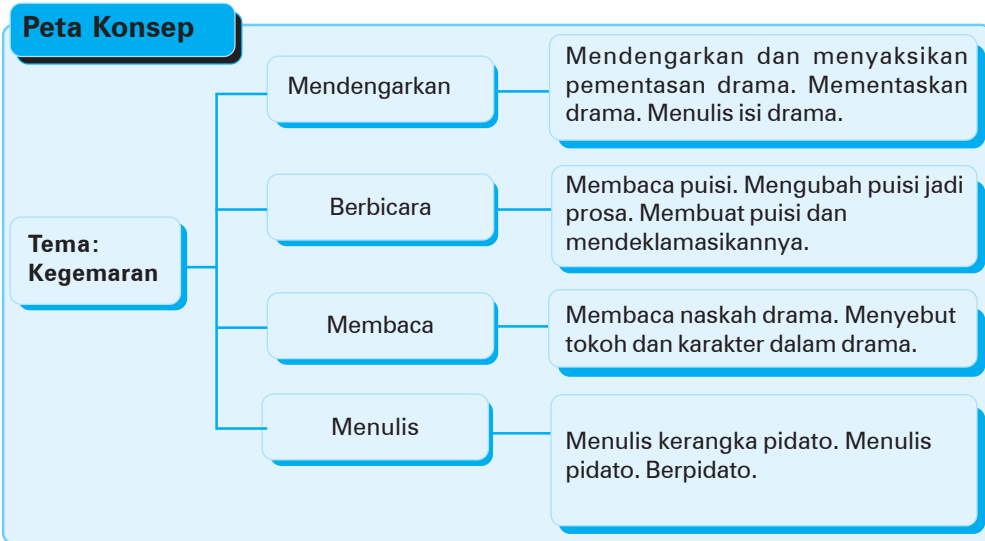 Peta Konsep
Tema:
Kegemaran
Mendengarkan
Mendengarkan dan menyaksikan
pementasan drama. Mementaskan
drama. Menulis isi drama.
Berbicara
Membaca puisi. Mengubah puisi jadi
prosa. Membuat puisi dan
mendeklamasikannya.
Membaca
Membaca naskah drama. Menyebut
tokoh dan karakter dalam drama.
Menulis
Menulis kerangka pidato. Menulis
pidato. Berpidato.